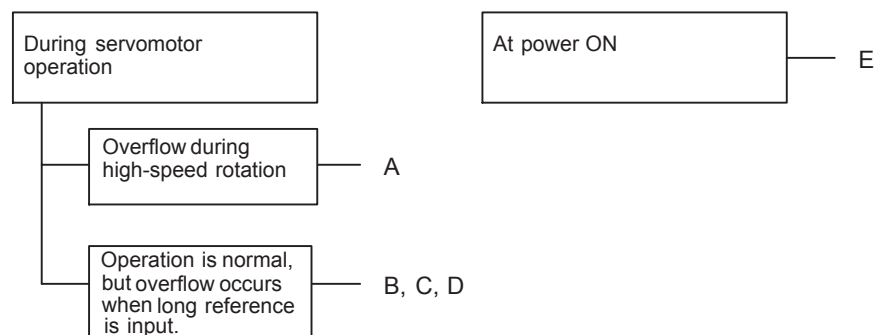 During servomotor
operation
At power ON
E
Overflow during
high-speed rotation
A
Operation is normal,
but overflow occurs
when long reference
is input.
B, C, D